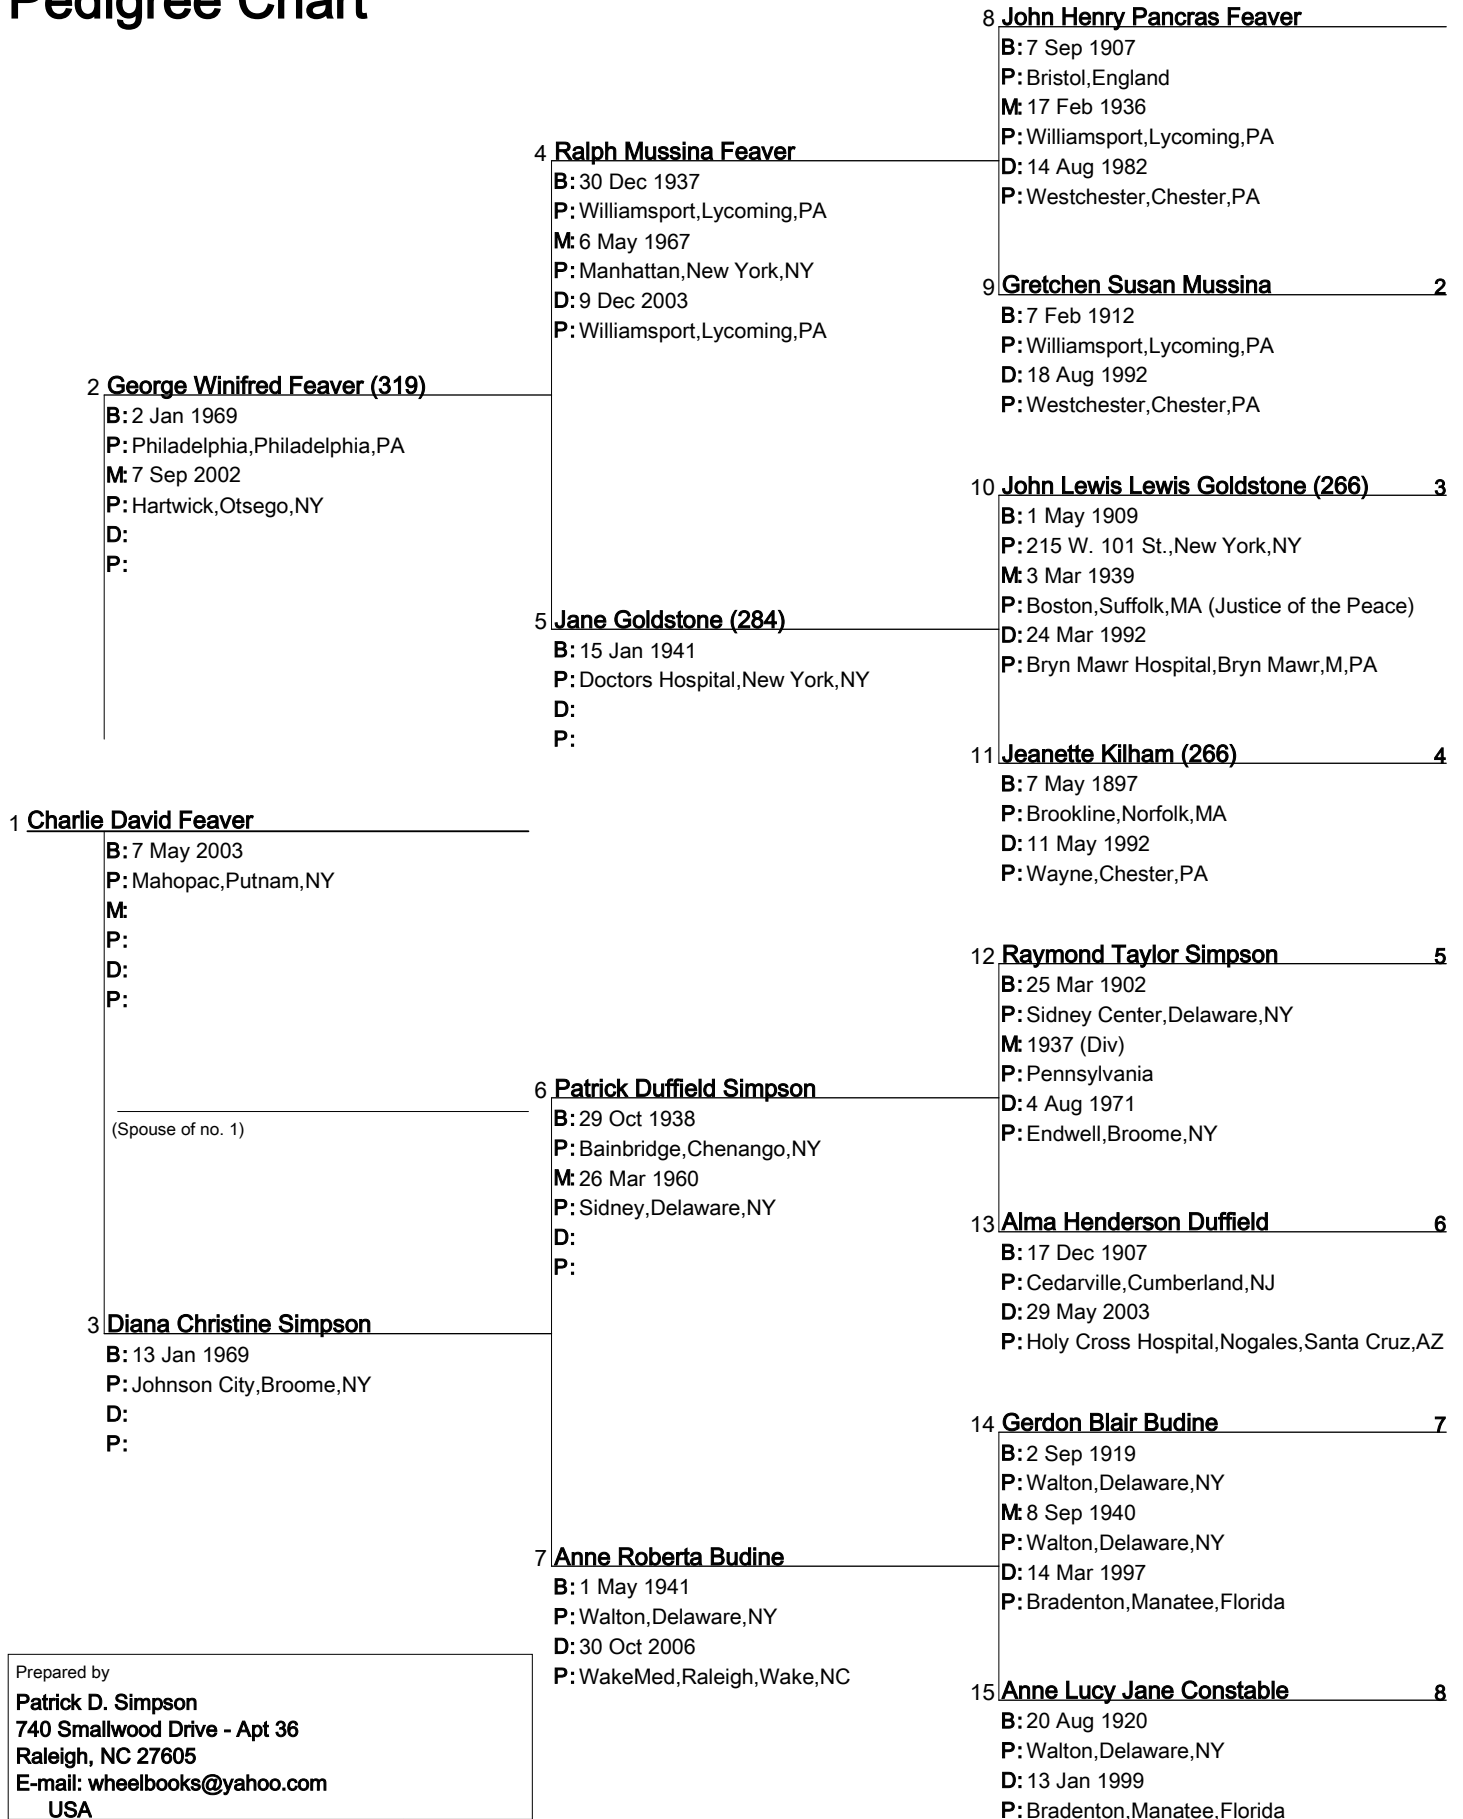 Pedigree Chart
8 John Henry Pancras Feaver
B: 7 Sep 1907
P: Bristol,England
M: 17 Feb 1936
P: Williamsport,Lycoming,PA
D: 14 Aug 1982
P: Westchester,Chester,PA
4 Ralph Mussina Feaver
B: 30 Dec 1937
P: Williamsport,Lycoming,PA
M: 6 May 1967
P: Manhattan,New York,NY
D: 9 Dec 2003
P: Williamsport,Lycoming,PA
9 Gretchen Susan Mussina 2
B: 7 Feb 1912
P: Williamsport,Lycoming,PA
D: 18 Aug 1992
P: Westchester,Chester,PA
2 George Winifred Feaver (319)
B: 2 Jan 1969
P: Philadelphia,Philadelphia,PA
M: 7 Sep 2002
P: Hartwick,Otsego,NY
D:
P:
10 John Lewis Lewis Goldstone (266) 3
B: 1 May 1909
P: 215 W. 101 St.,New York,NY
M: 3 Mar 1939
P: Boston,Suffolk,MA (Justice of the Peace)
D: 24 Mar 1992
P: Bryn Mawr Hospital,Bryn Mawr,M,PA
5 Jane Goldstone (284)
B: 15 Jan 1941
P: Doctors Hospital,New York,NY
D:
P:
11 Jeanette Kilham (266) 4
B: 7 May 1897
P: Brookline,Norfolk,MA
D: 11 May 1992
P: Wayne,Chester,PA
1 Charlie David Feaver
B: 7 May 2003
P: Mahopac,Putnam,NY
M:
P:
D:
P:
(Spouse of no. 1)
12 Raymond Taylor Simpson 5
B: 25 Mar 1902
P: Sidney Center,Delaware,NY
M: 1937 (Div)
P: Pennsylvania
D: 4 Aug 1971
P: Endwell,Broome,NY
6 Patrick Duffield Simpson
B: 29 Oct 1938
P: Bainbridge,Chenango,NY
M: 26 Mar 1960
P: Sidney,Delaware,NY
D:
P:
13 Alma Henderson Duffield 6
B: 17 Dec 1907
P: Cedarville,Cumberland,NJ
D: 29 May 2003
P: Holy Cross Hospital,Nogales,Santa Cruz,AZ
3 Diana Christine Simpson
B: 13 Jan 1969
P: Johnson City,Broome,NY
D:
P:
14 Gerdon Blair Budine 7
B: 2 Sep 1919
P: Walton,Delaware,NY
M: 8 Sep 1940
P: Walton,Delaware,NY
D: 14 Mar 1997
P: Bradenton,Manatee,Florida
7 Anne Roberta Budine
B: 1 May 1941
P: Walton,Delaware,NY
D: 30 Oct 2006
P: WakeMed,Raleigh,Wake,NC
15 Anne Lucy Jane Constable 8
B: 20 Aug 1920
P: Walton,Delaware,NY
D: 13 Jan 1999
P: Bradenton,Manatee,Florida
Prepared by
Patrick D. Simpson
740 Smallwood Drive - Apt 36
Raleigh, NC 27605
E-mail: wheelbooks@yahoo.com
USA